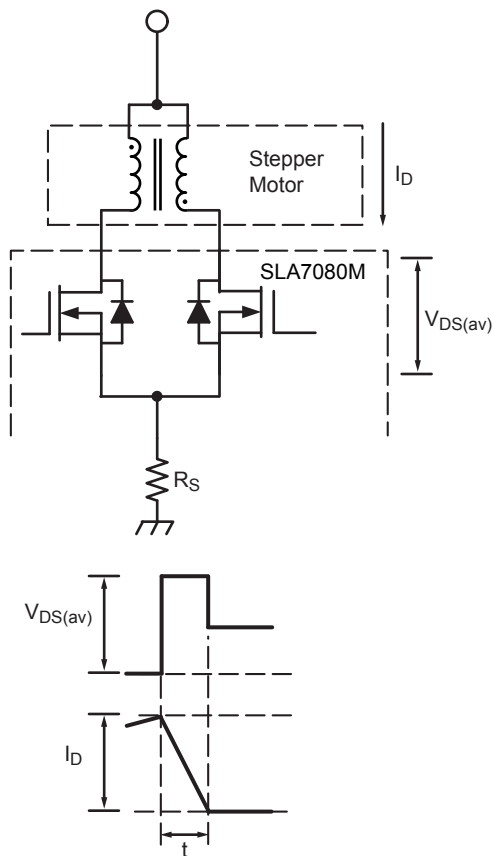 Stepper
Motor
I_D
SLA7080M
V_DS(av)
R_S
V_DS(av)
I_D
t